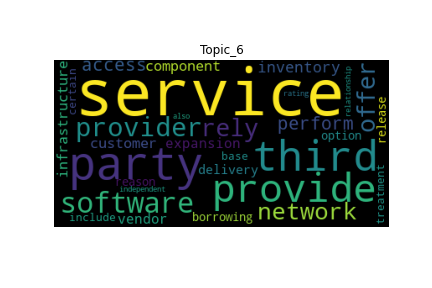 Topic_6
access component inventory
infrastructure certain service rating relationship offer release
provider rely perform
customer expansion option
party third
reason base delivery
also independent
software provide treatment
include vendor borrowing network